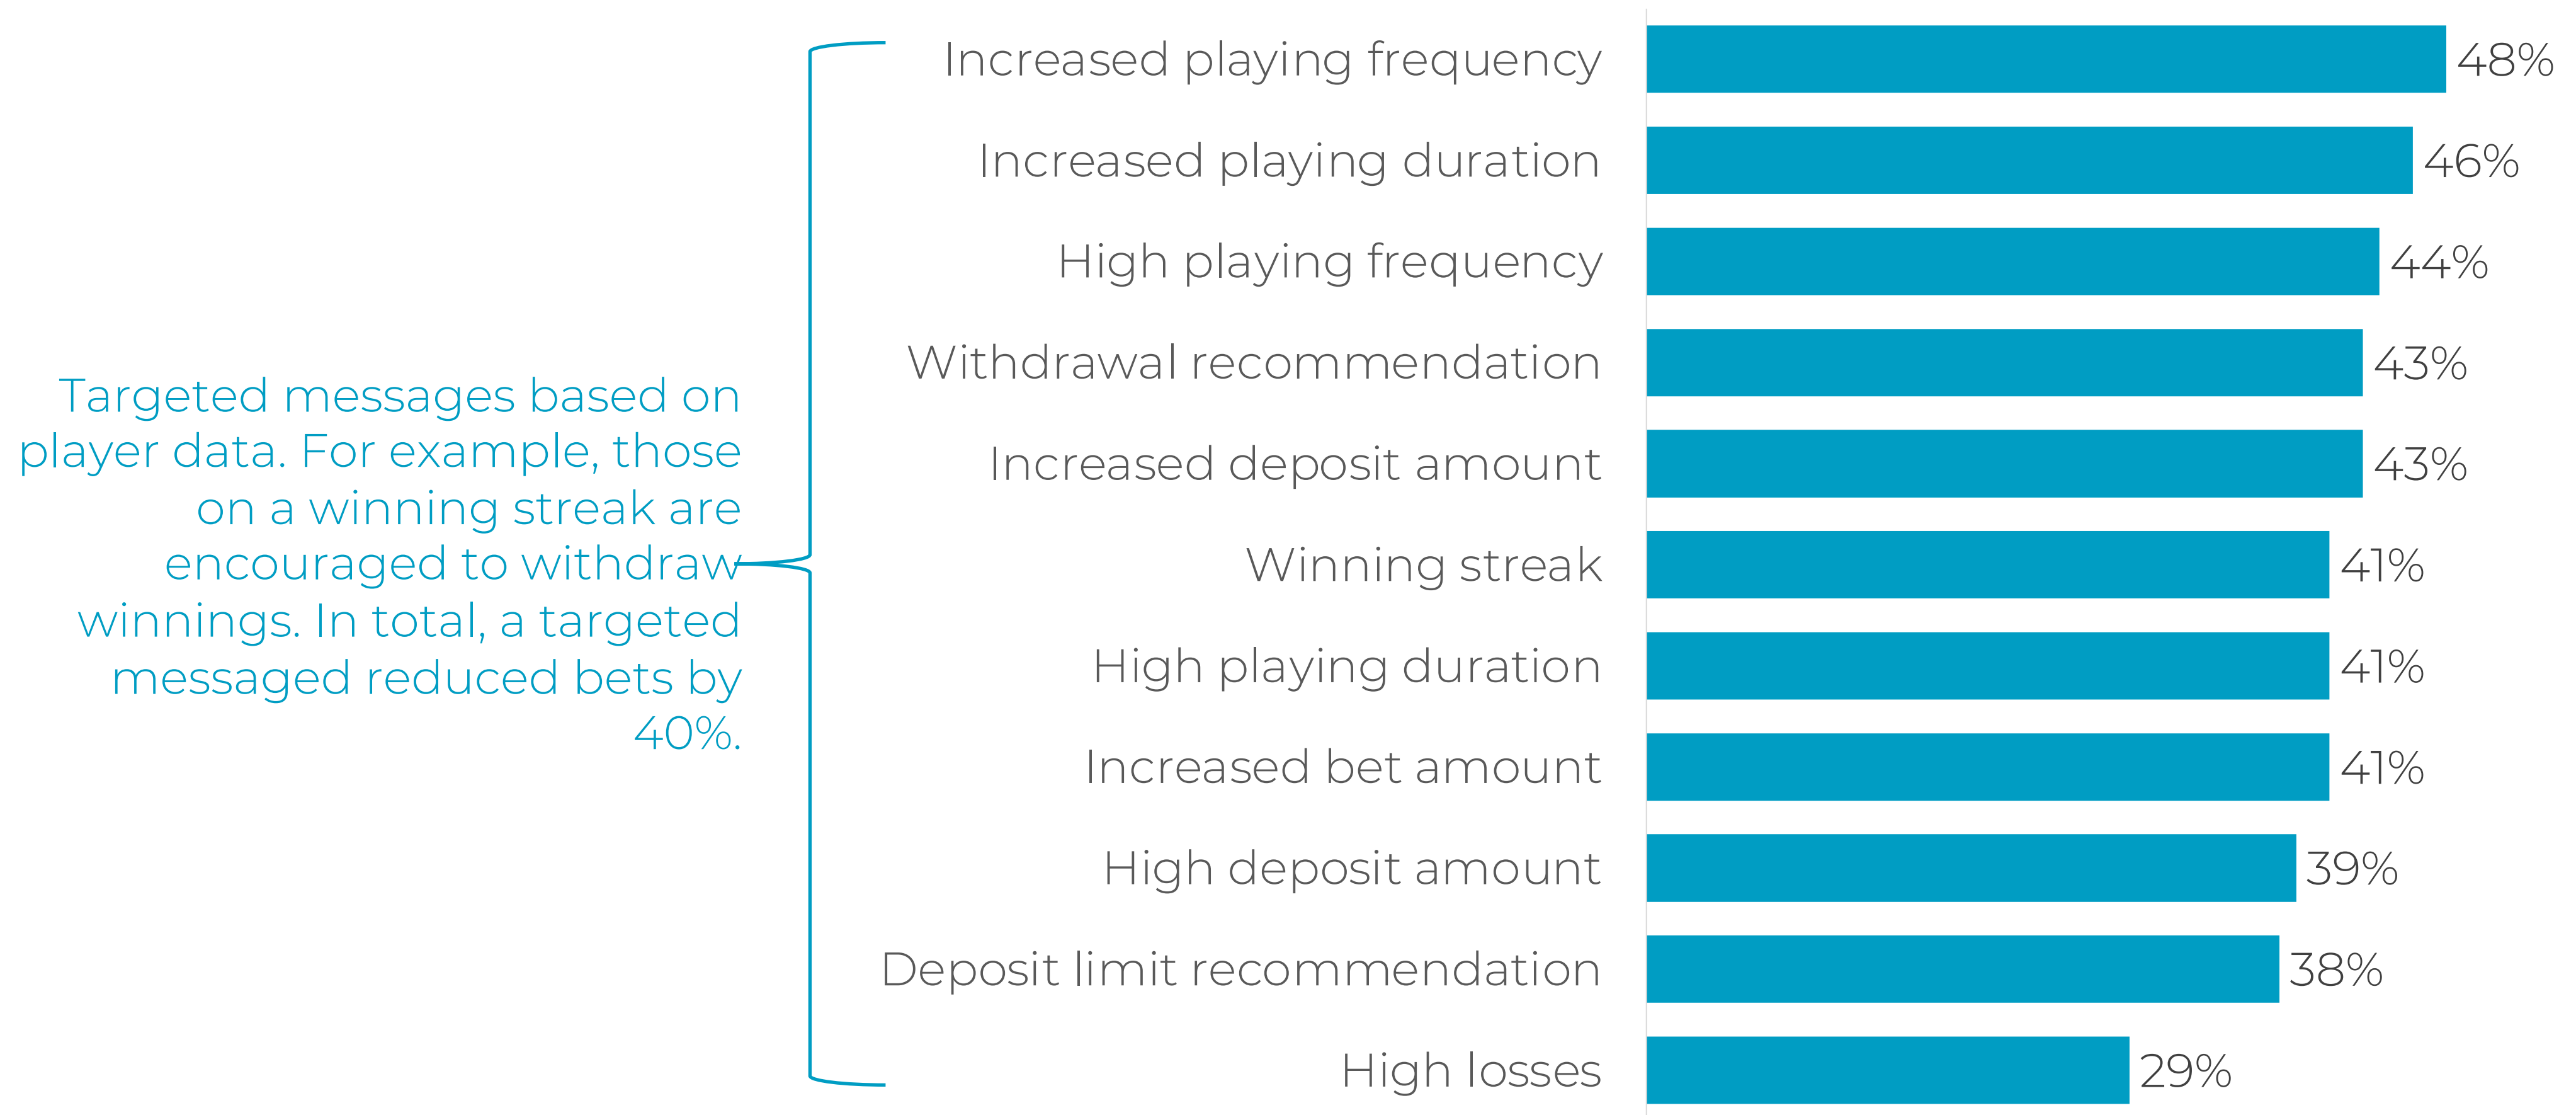 Targeted messages based on
player data. For example, those
on a winning streak are
encouraged to withdraw
winnings. In total, a targeted
messaged reduced bets by
40%.
Increased playing frequency 48%
Increased playing duration 46%
High playing frequency 44%
Withdrawal recommendation 43%
Increased deposit amount 43%
Winning streak 41%
High playing duration 41%
Increased bet amount 41%
High deposit amount 39%
Deposit limit recommendation 38%
High losses 29%